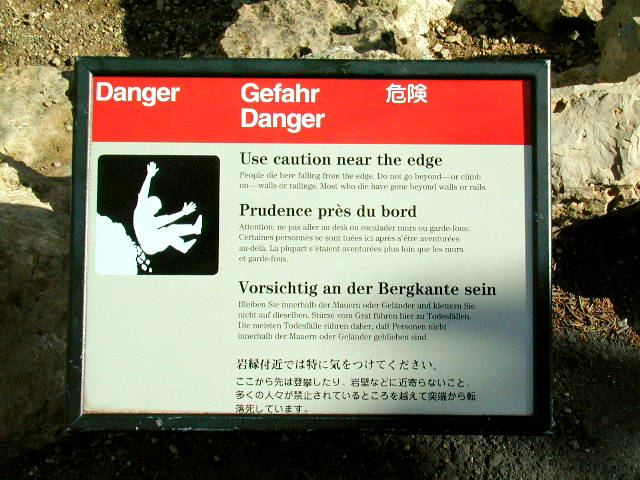 Danger
Gefahr
Danger
危険
Use caution near the edge
People die here falling from the edge. Do not go beyond—or climb
on—walls or railings. Most who die have gone beyond walls or rails.
Prudence près du bord
Attention: ne pas aller au delà ou escalader murs ou garde-fous.
Certaines personnes se sont tuées ici après s'être aventurées
au-delà. La plupart s'étaient aventurées plus loin que les murs
et garde-fous.
Vorsichtig an der Bergkante sein
Bleiben Sie innerhalb der Mauern oder Geländer und klettern Sie
nicht auf dieselben. Stürze vom Grat führen hier zu Todesfällen.
Die meisten Todesfälle rühren daher, daß Personen nicht
innerhalb der Mauern oder Geländer geblieben sind.
岩縁付近では特に気をつけてください。
ここから先は登攀したり、岩壁などに近寄らないこと、
多くの人々が禁止されているところを越えて突端から転
落死しています。